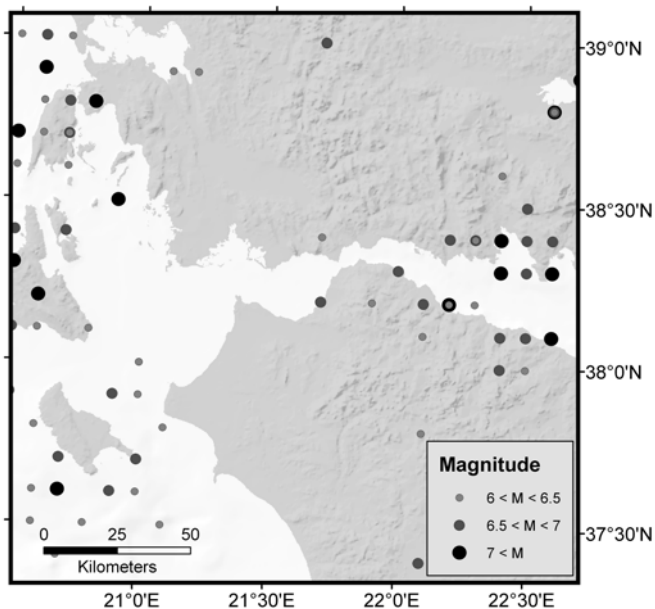 39°0'N
38°30'N
38°0'N
37°30'N
Magnitude
6 < M < 6.5
6.5 < M < 7
7 < M
0 25 50
Kilometers
21°0'E 21°30'E 22°0'E 22°30'E